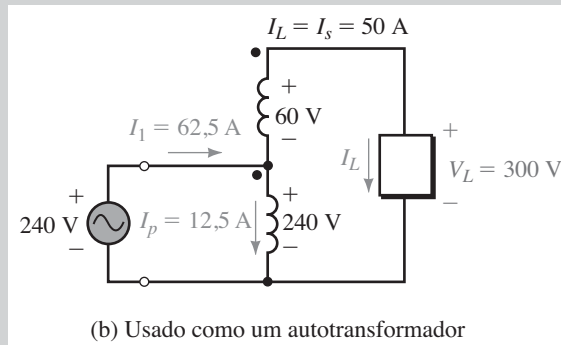 I_L = I_s = 50 A
+
60 V
−
I_1 = 62,5 A
I_L
+
V_L = 300 V
−
+
240 V
−
I_p = 12,5 A
+
240 V
−
(b) Usado como um autotransformador